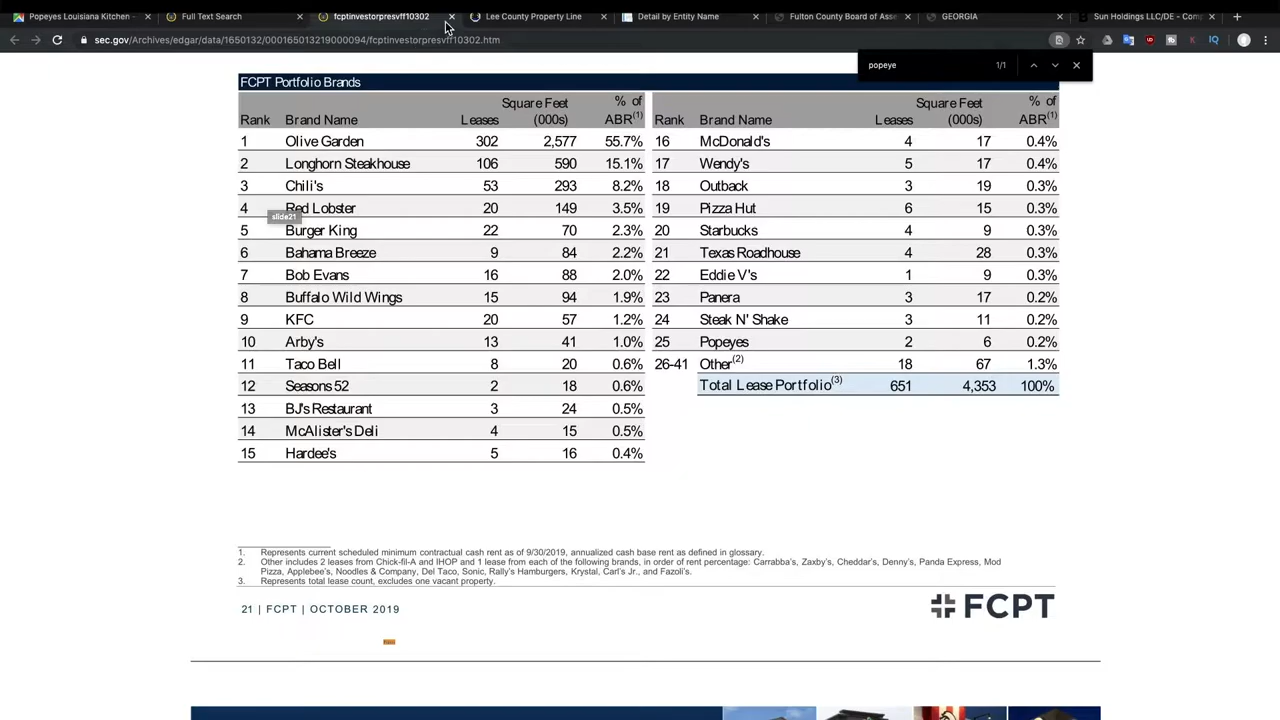 Popeyes Louisiana Kitchen -
Full Text Search
fcptinvestorpresvff10302
Lee County Property Line
Detail by Entity Name
Fulton County Board of Asse
GEORGIA
Sun Holdings LLC/DE - Comp
sec.gov/Archives/edgar/data/1650132/000165013219000094/fcptinvestorpresvff10302.htm
popeye 1/1
FCPT Portfolio Brands
Rank Brand Name Leases Square Feet (000s) % of ABR(1)
1 Olive Garden 302 2,577 55.7%
2 Longhorn Steakhouse 106 590 15.1%
3 Chili's 53 293 8.2%
4 Red Lobster 20 149 3.5%
slide21
5 Burger King 22 70 2.3%
6 Bahama Breeze 9 84 2.2%
7 Bob Evans 16 88 2.0%
8 Buffalo Wild Wings 15 94 1.9%
9 KFC 20 57 1.2%
10 Arby's 13 41 1.0%
11 Taco Bell 8 20 0.6%
12 Seasons 52 2 18 0.6%
13 BJ's Restaurant 3 24 0.5%
14 McAlister's Deli 4 15 0.5%
15 Hardee's 5 16 0.4%
Rank Brand Name Leases Square Feet (000s) % of ABR(1)
16 McDonald's 4 17 0.4%
17 Wendy's 5 17 0.4%
18 Outback 3 19 0.3%
19 Pizza Hut 6 15 0.3%
20 Starbucks 4 9 0.3%
21 Texas Roadhouse 4 28 0.3%
22 Eddie V's 1 9 0.3%
23 Panera 3 17 0.2%
24 Steak N' Shake 3 11 0.2%
25 Popeyes 2 6 0.2%
26-41 Other(2) 18 67 1.3%
Total Lease Portfolio(3) 651 4,353 100%
1. Represents current scheduled minimum contractual cash rent as of 9/30/2019, annualized cash base rent as defined in glossary.
2. Other includes 2 leases from Chick-fil-A and IHOP and 1 lease from each of the following brands, in order of rent percentage: Carrabba's, Zaxby's, Cheddar's, Denny's, Panda Express, Mod
Pizza, Applebee's, Noodles & Company, Del Taco, Sonic, Rally's Hamburgers, Krystal, Carl's Jr., and Fazoli's.
3. Represents total lease count, excludes one vacant property.
21 | FCPT | OCTOBER 2019
FCPT